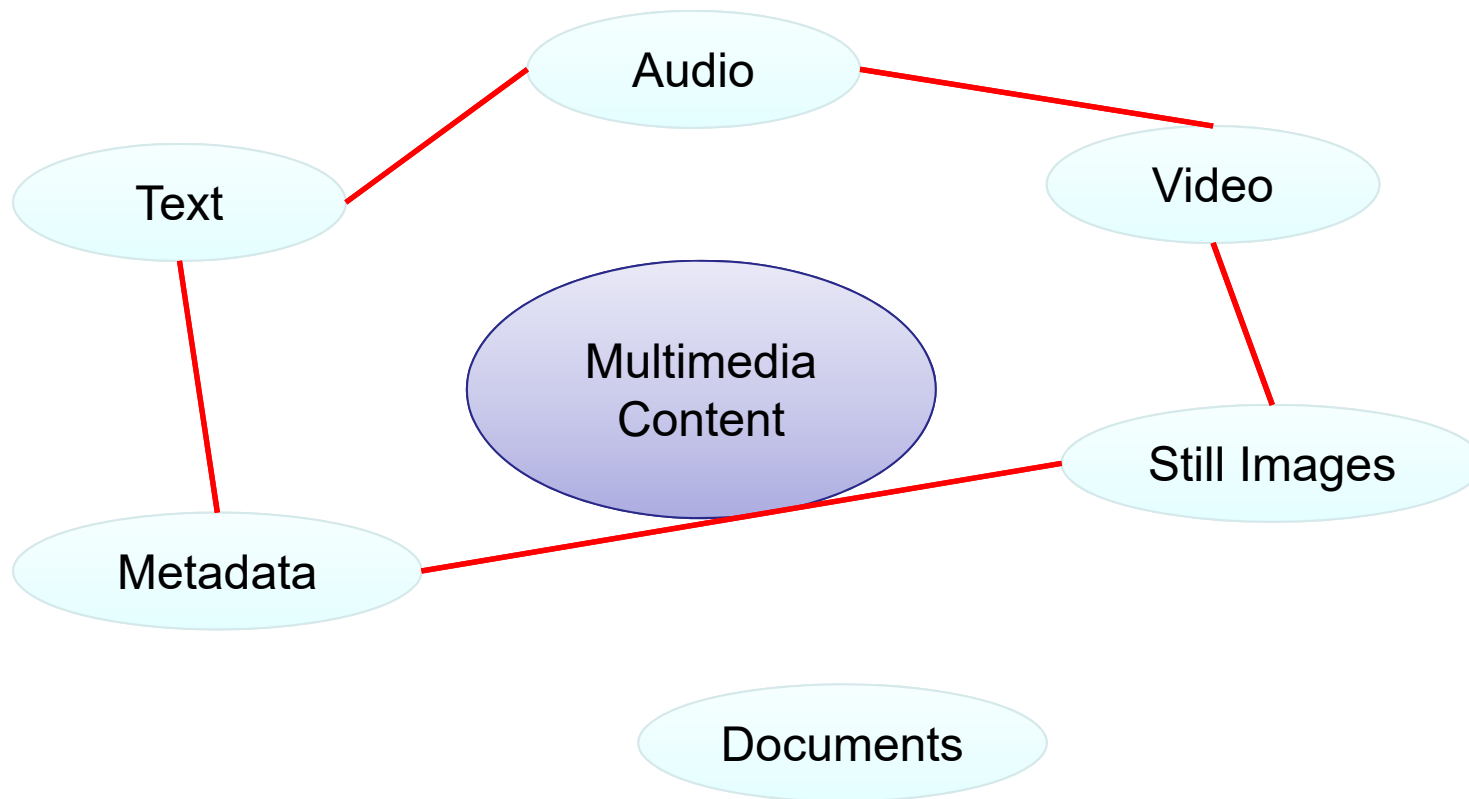 Audio
Video
Text
Multimedia
Content
Still Images
Metadata
Documents